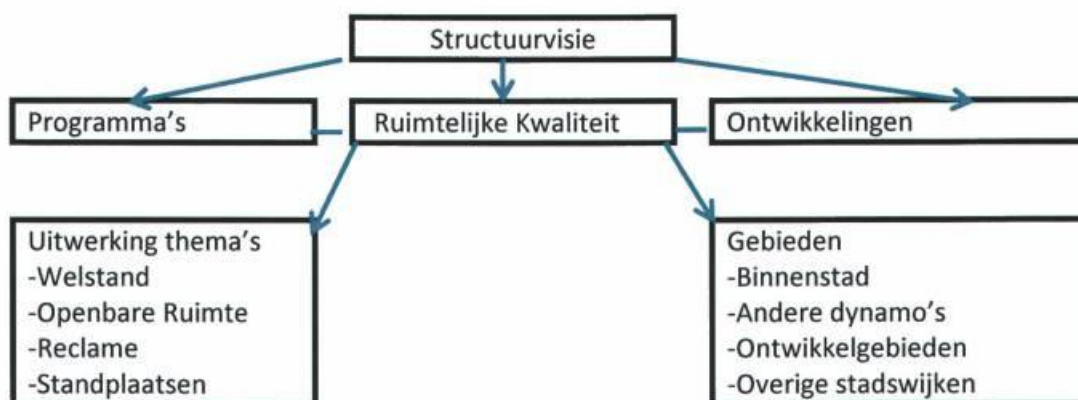 Structuurvisie
Programma's
Ruimtelijke Kwaliteit
Ontwikkelingen
Uitwerking thema's
-Welstand
-Openbare Ruimte
-Reclame
-Standplaatsen
Gebieden
-Binnenstad
-Andere dynamo's
-Ontwikkelgebieden
-Overige stadswijken